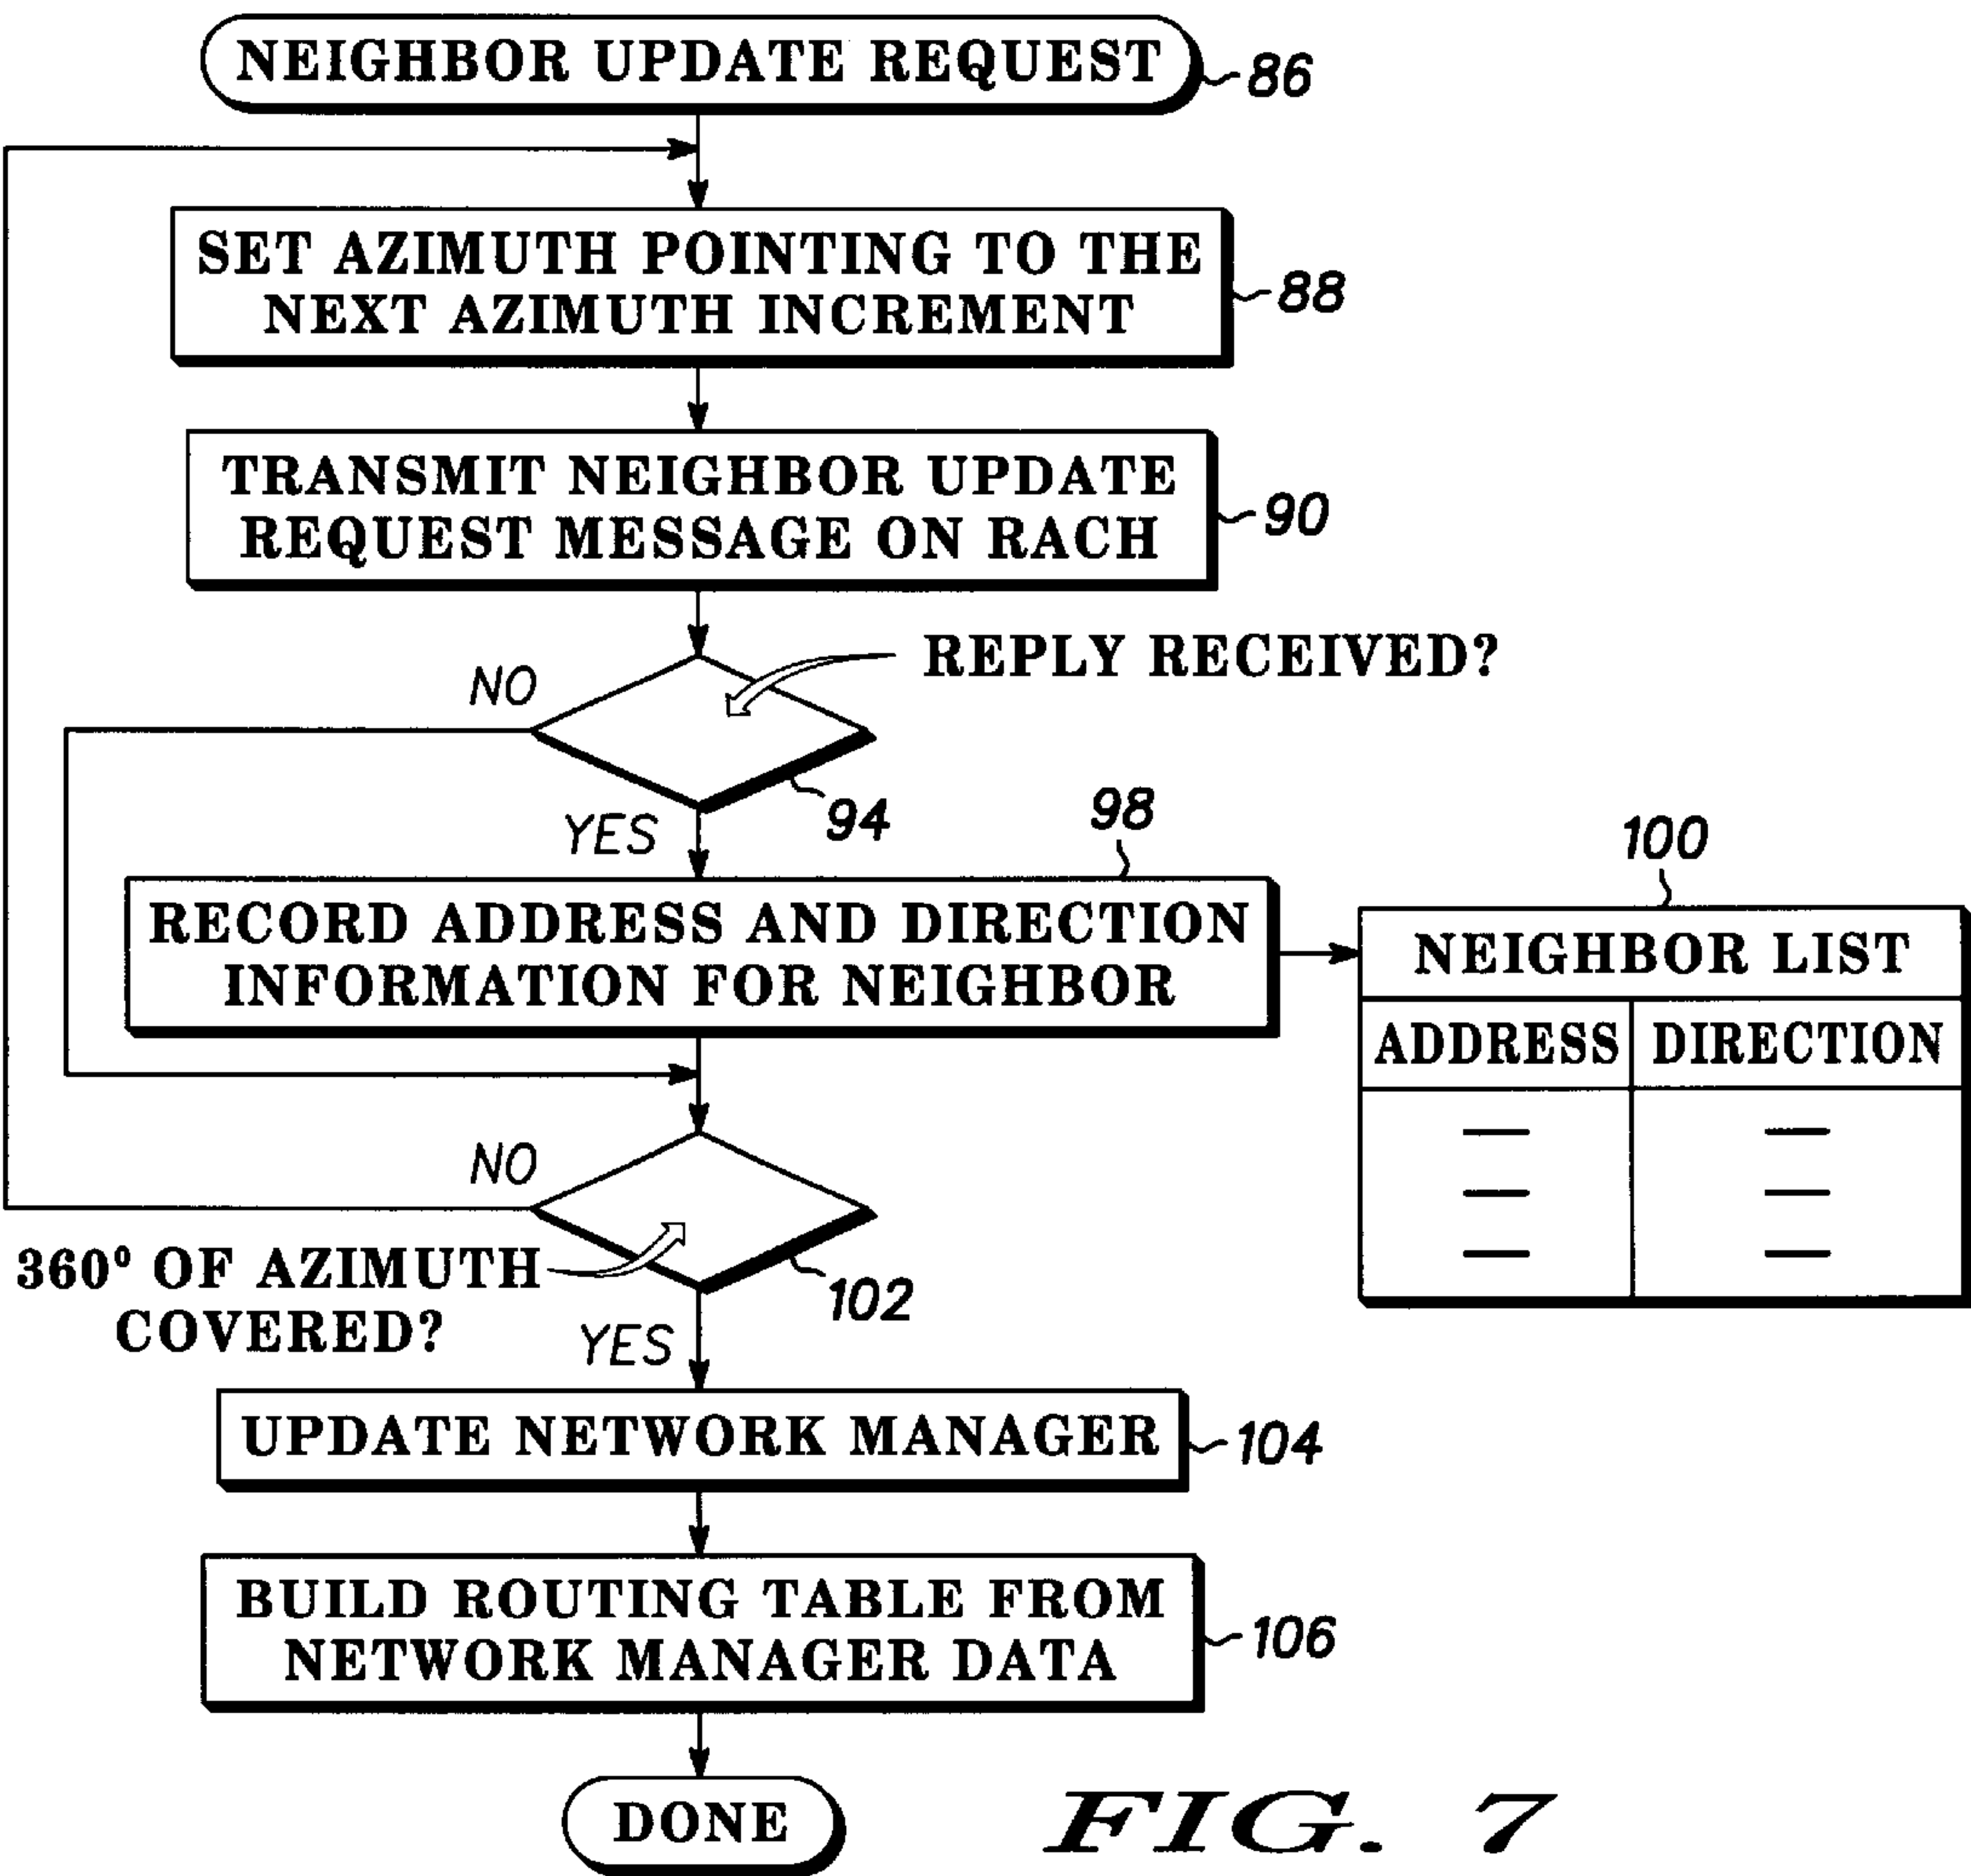 NEIGHBOR UPDATE REQUEST
86
SET AZIMUTH POINTING TO THE
NEXT AZIMUTH INCREMENT
88
TRANSMIT NEIGHBOR UPDATE
REQUEST MESSAGE ON RACH
90
REPLY RECEIVED?
NO
94
YES
98
100
RECORD ADDRESS AND DIRECTION
INFORMATION FOR NEIGHBOR
NEIGHBOR LIST
ADDRESS DIRECTION
NO
360° OF AZIMUTH
COVERED?
102
YES
UPDATE NETWORK MANAGER
104
BUILD ROUTING TABLE FROM
NETWORK MANAGER DATA
106
DONE
FIG. 7